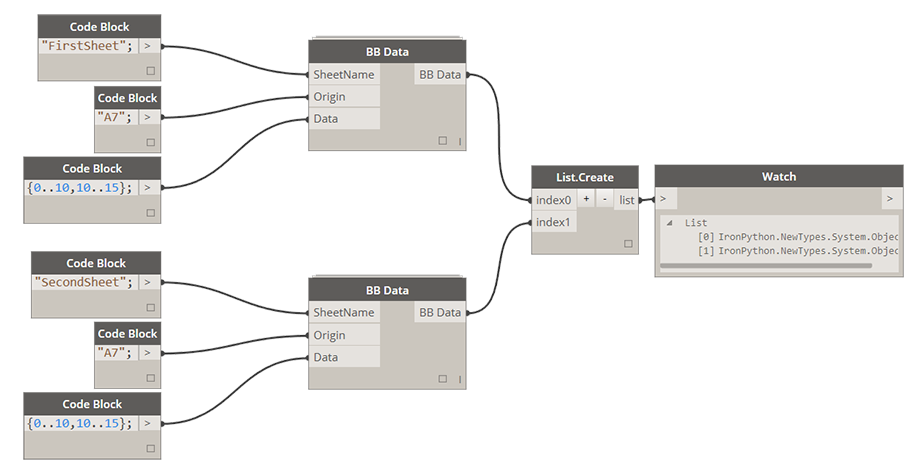 Code Block
"FirstSheet"; >
Code Block
"A7"; >
Code Block
{0..10,10..15}; >
BB Data
SheetName BB Data
Origin
Data
Code Block
"SecondSheet"; >
Code Block
"A7"; >
Code Block
{0..10,10..15}; >
BB Data
SheetName BB Data
Origin
Data
List.Create
index0 + - list
index1
Watch
> >
List
[0] IronPython.NewTypes.System.Objec
[1] IronPython.NewTypes.System.Objec